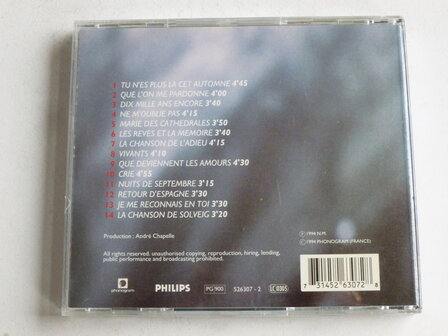 1 TU N'ES PLUS LA CET AUTOMNE 4'45
2 QUE L'ON ME PARDONNE 4'00
3 DIX MILLE ANS ENCORE 3'40
4 NE M'OUBLIE PAS 4'15
5 MARIE DES CATHEDRALES 3'50
6 LES REVES ET LA MEMOIRE 3'40
7 LA CHANSON DE L'ADIEU 4'15
8 VIVANTS 4'10
9 QUE DEVIENNENT LES AMOURS 4'30
10 CRIE 4'55
11 NUITS DE SEPTEMBRE 3'15
12 RETOUR D'ESPAGNE 3'30
13 JE ME RECONNAIS EN TOI 3'30
14 LA CHANSON DE SOLVEIG 3'20
Production : André Chapelle
℗ 1994 N.M.
© 1994 PHONOGRAM (FRANCE)
All rights reserved. unauthorised copying, reproduction, hiring, lending,
public performance and broadcasting prohibited.
phonogram
PHILIPS
PG 900
526307 - 2
LC 0305
7 31452 63072 8